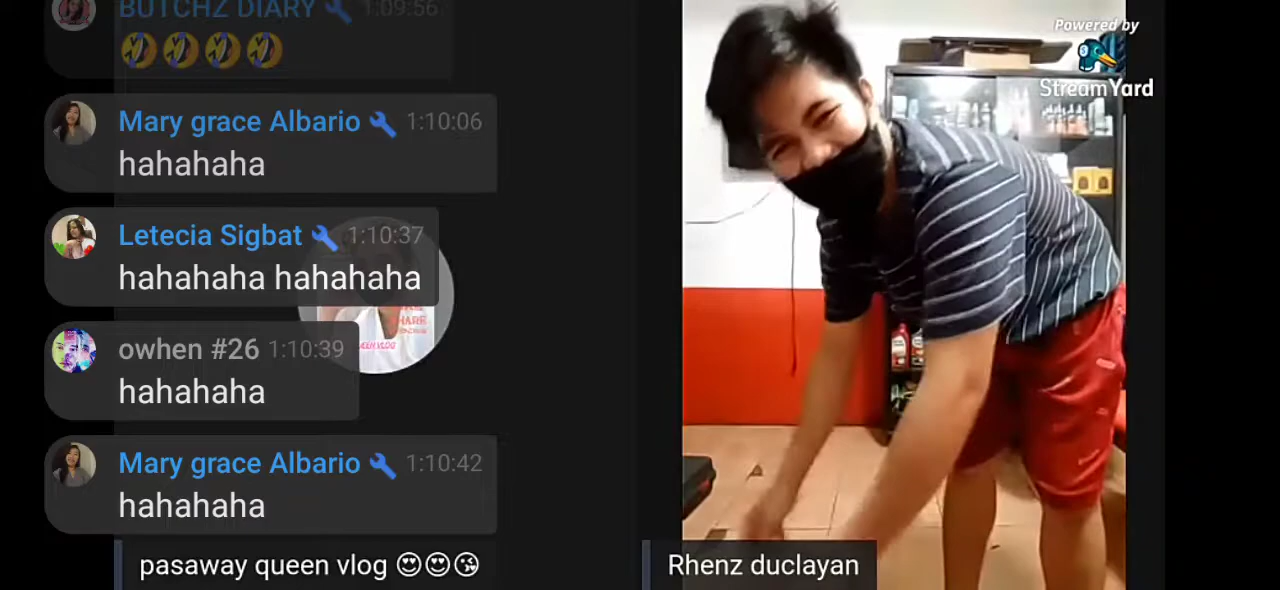 BUTCHZ DIARY 1:09:56
🤣🤣🤣🤣
Mary grace Albario 1:10:06
hahahaha
Letecia Sigbat 1:10:37
hahahaha hahahaha
owhen #26 1:10:39
hahahaha
Mary grace Albario 1:10:42
hahahaha
HARE
pasaway queen vlog 😍😍😘
Powered by
StreamYard
Rhenz duclayan